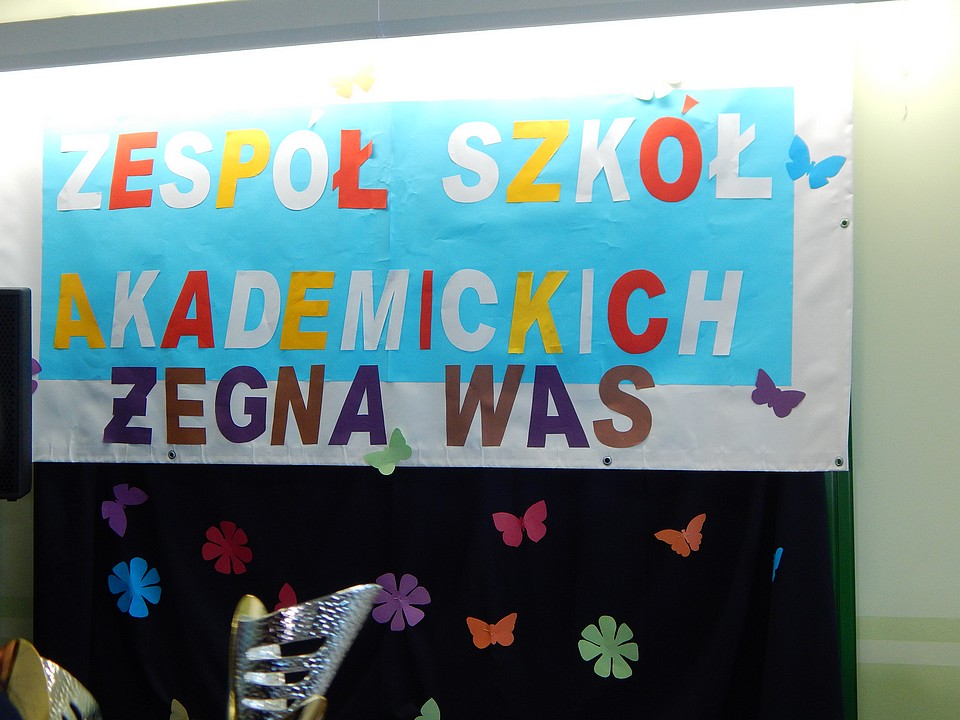 ZESPÓŁ SZKÓŁ
AKADEMICKICH
ŻEGNA WAS